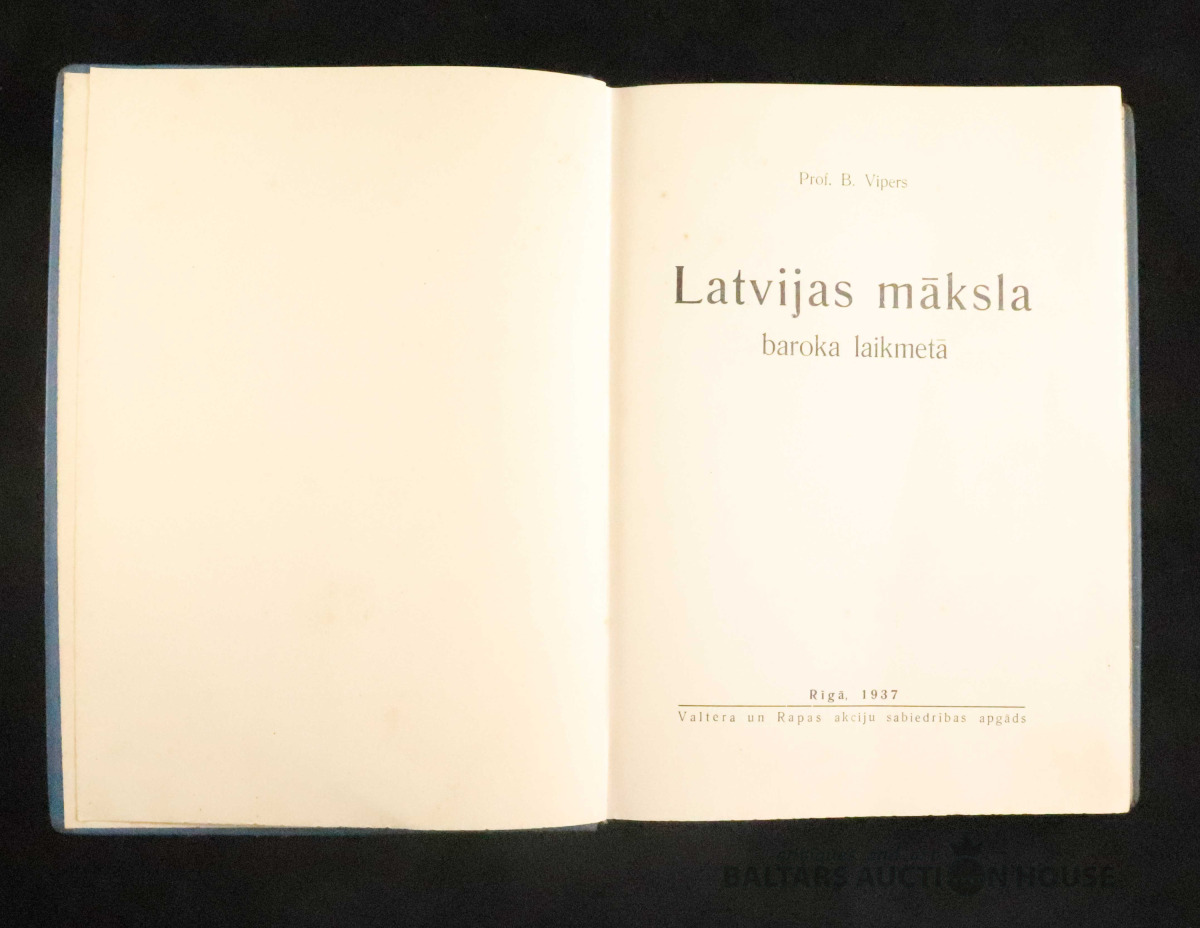 Prof. B. Vipers
Latvijas māksla
baroka laikmetā
Rīgā, 1937
Valtera un Rapas akciju sabiedrības apgāds
BALTARS AUCTION HOUSE